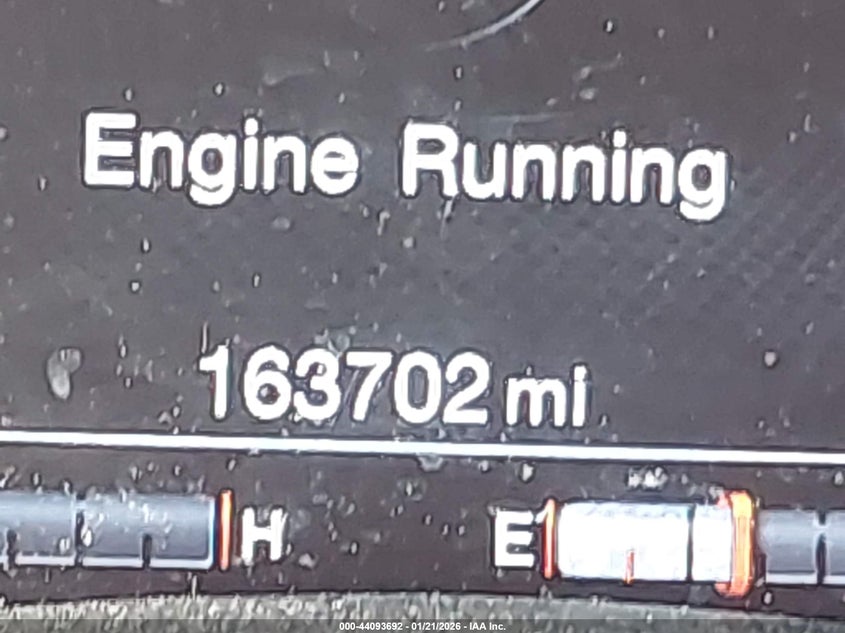 Engine Running
163702 mi
H E
000-44093692 - 01/21/2026 - IAA Inc.